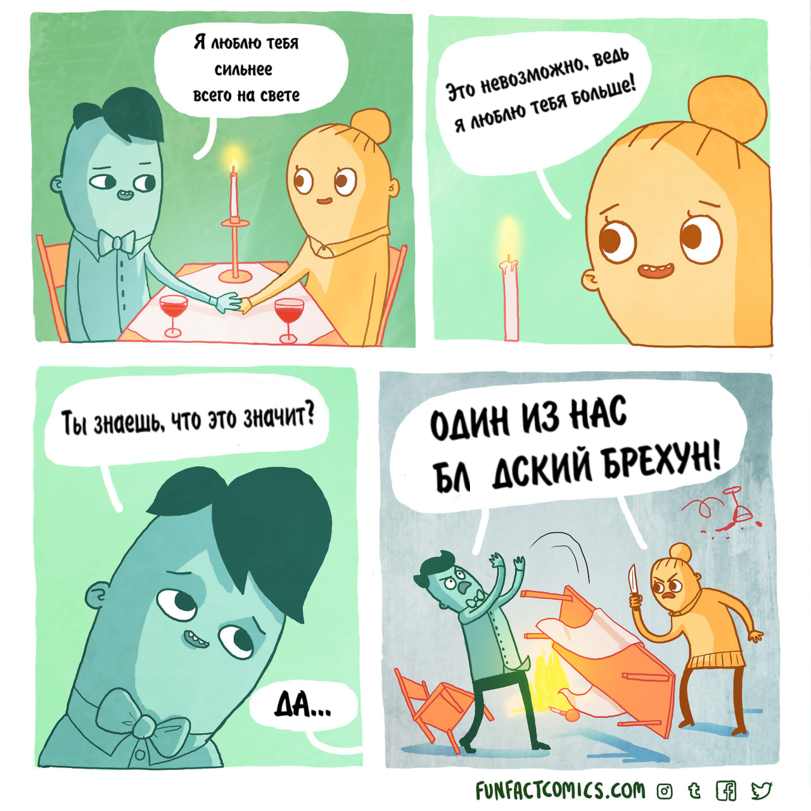 Я люблю тебя
сильнее
всего на свете
Это невозможно, ведь
я люблю тебя больше!
Ты знаешь, что это значит?
ДА...
ОДИН ИЗ НАС
БЛ ДСКИЙ БРЕХУН!
FUNFACTCOMICS.COM